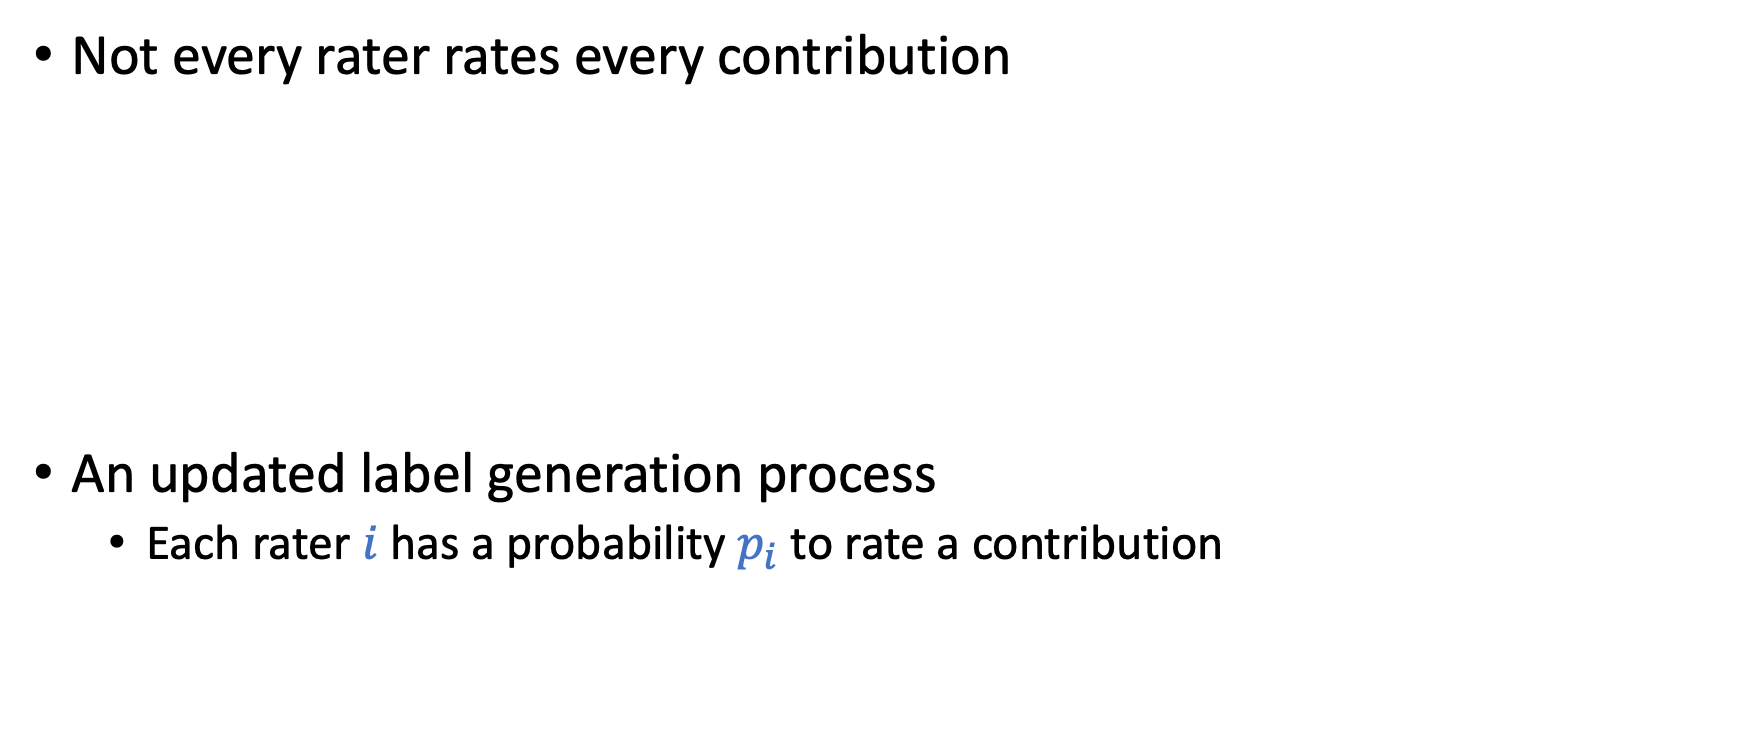 • Not every rater rates every contribution
• An updated label generation process
• Each rater i has a probability pᵢ to rate a contribution